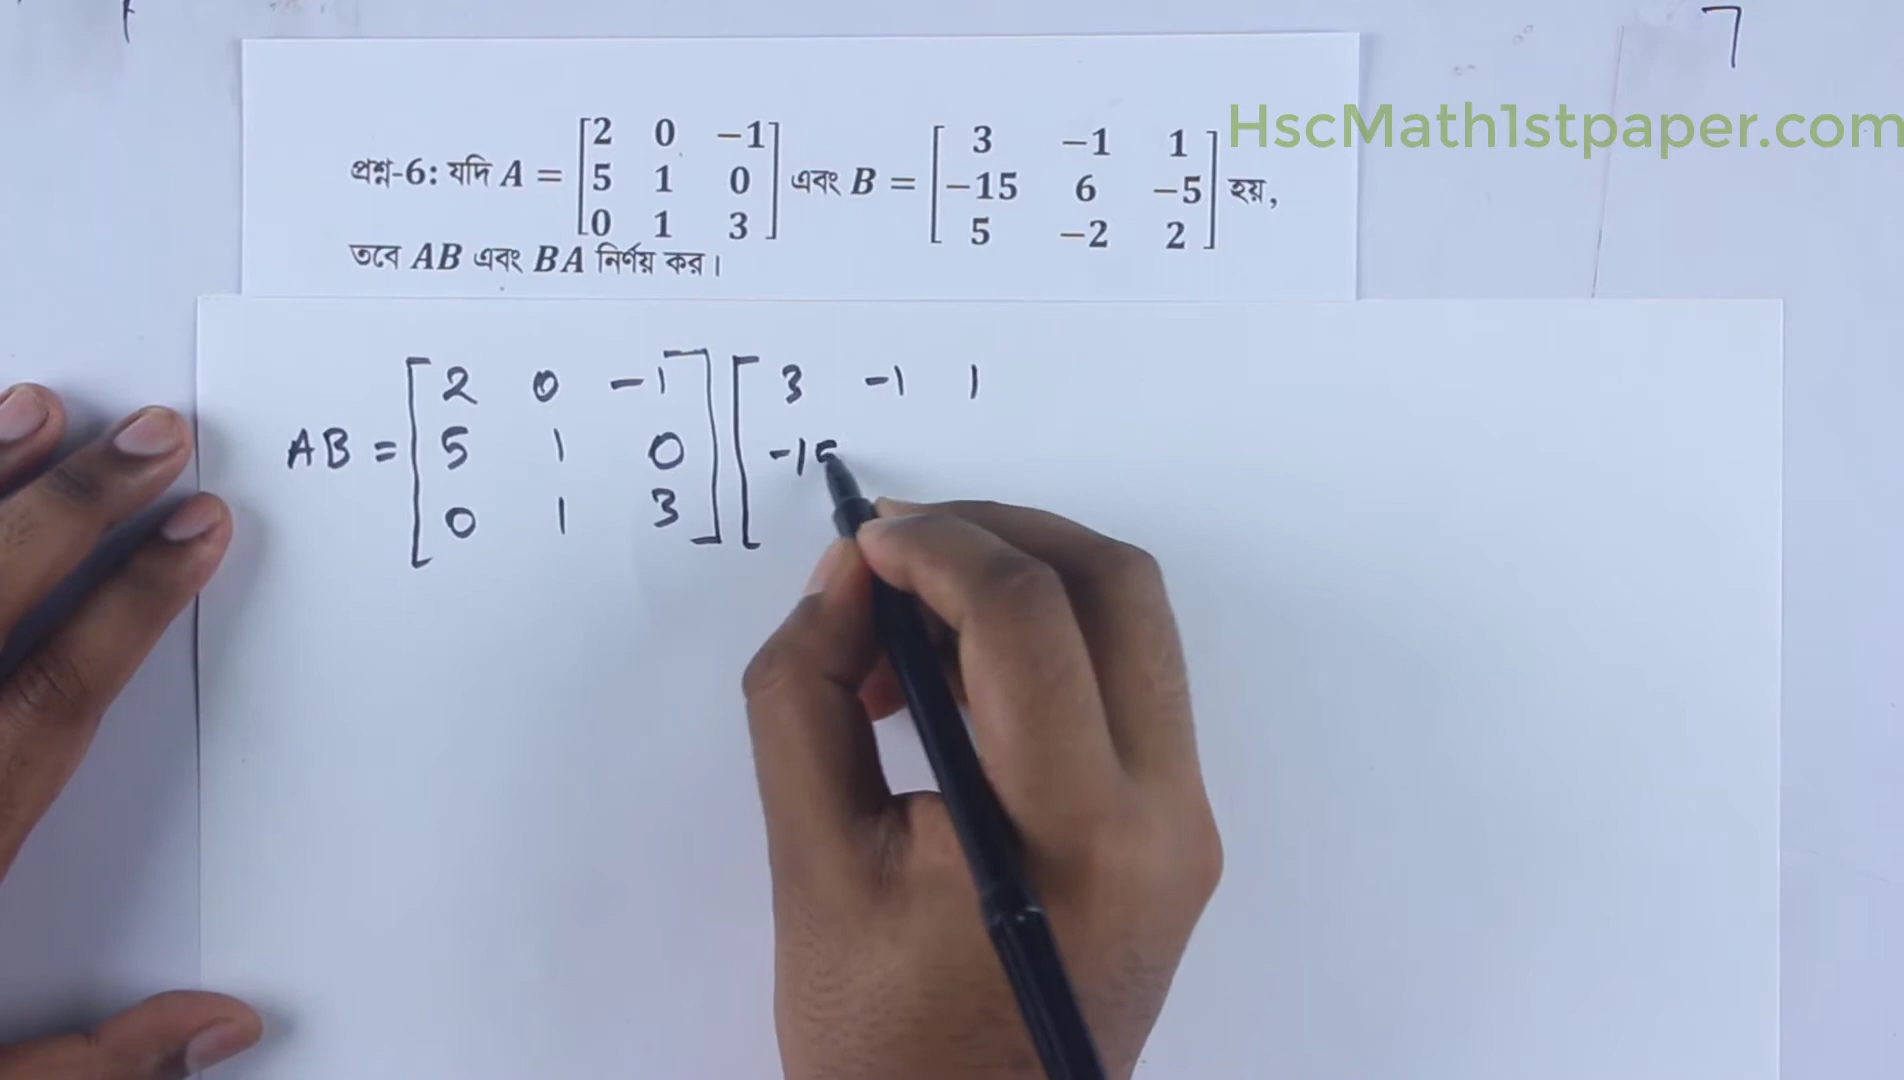 HscMath1stpaper.com
প্রশ্ন-6: যদি A = [2 0 −1
5 1 0
0 1 3] এবং B = [3 −1 1
−15 6 −5
5 −2 2] হয়,
তবে AB এবং BA নির্ণয় কর।
AB = [2 0 -1
5 1 0
0 1 3] [3 -1 1
-15